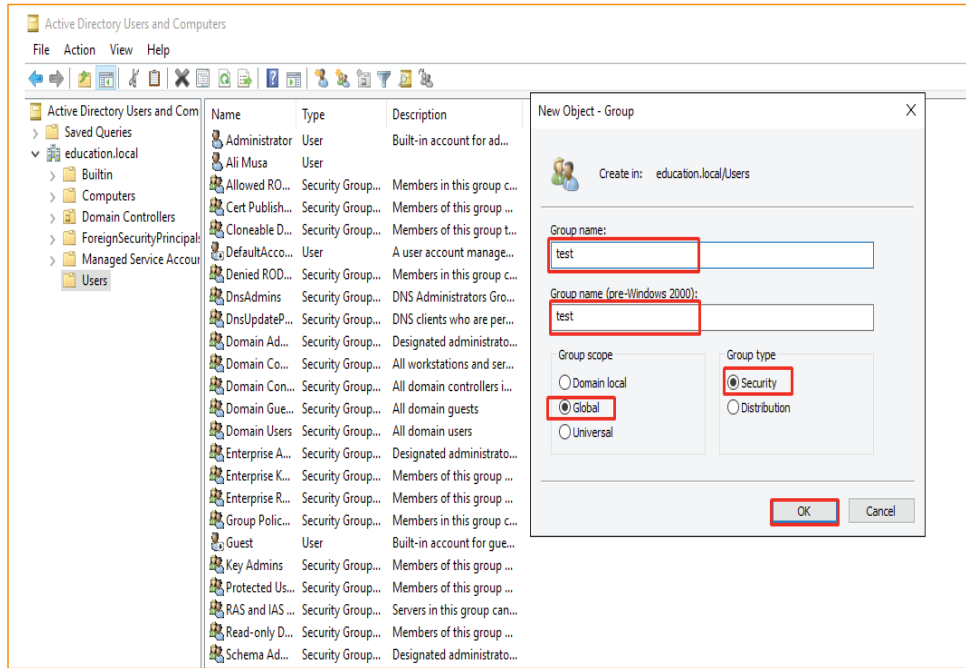 Active Directory Users and Computers
File Action View Help
Active Directory Users and Com
Saved Queries
education.local
Builtin
Computers
Domain Controllers
ForeignSecurityPrincipals
Managed Service Accour
Users
Name Type Description
Administrator User Built-in account for ad...
Ali Musa User
Allowed RO... Security Group... Members in this group c...
Cert Publish... Security Group... Members of this group ...
Cloneable D... Security Group... Members of this group t...
DefaultAcco... User A user account manage...
Denied ROD... Security Group... Members in this group c...
DnsAdmins Security Group... DNS Administrators Gro...
DnsUpdateP... Security Group... DNS clients who are per...
Domain Ad... Security Group... Designated administrato...
Domain Co... Security Group... All workstations and ser...
Domain Con... Security Group... All domain controllers i...
Domain Gue... Security Group... All domain guests
Domain Users Security Group... All domain users
Enterprise A... Security Group... Designated administrato...
Enterprise K... Security Group... Members of this group ...
Enterprise R... Security Group... Members of this group ...
Group Polic... Security Group... Members in this group c...
Guest User Built-in account for gue...
Key Admins Security Group... Members of this group ...
Protected Us... Security Group... Members of this group ...
RAS and IAS ... Security Group... Servers in this group can...
Read-only D... Security Group... Members of this group ...
Schema Ad... Security Group... Designated administrato...
New Object - Group
Create in: education.local/Users
Group name:
test
Group name (pre-Windows 2000):
test
Group scope
Domain local
Global
Universal
Group type
Security
Distribution
OK Cancel